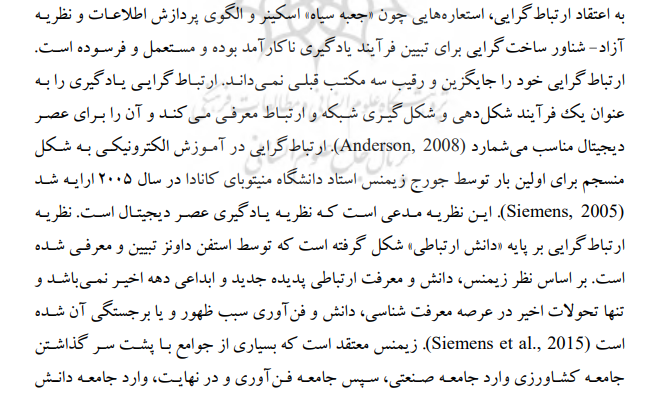 به اعتقاد ارتباط‌گرایی، استعاره‌هایی چون «جعبه سیاه» اسکینر و الگوی پردازش اطلاعات و نظریه
آزاد- شناور ساخت‌گرایی برای تبیین فرآیند یادگیری ناکارآمد بوده و مستعمل و فرسوده است.
ارتباط‌گرایی خود را جایگزین و رقیب سه مکتب قبلی نمی‌داند. ارتباط‌گرایی یادگیری را به
عنوان یک فرآیند شکل‌دهی و شکل‌گیری شبکه و ارتباط معرفی می‌کند و آن را برای عصر
دیجیتال مناسب می‌شمارد (Anderson, 2008). ارتباط‌گرایی در آموزش الکترونیکی به شکل
منسجم برای اولین بار توسط جورج زیمنس استاد دانشگاه منیتوبای کانادا در سال ۲۰۰۵ ارایه شد
(Siemens, 2005). این نظریه مدعی است که نظریه یادگیری عصر دیجیتال است. نظریه
ارتباط‌گرایی بر پایه «دانش ارتباطی» شکل گرفته است که توسط استفن داونز تبیین و معرفی شده
است. بر اساس نظر زیمنس، دانش و معرفت ارتباطی پدیده جدید و ابداعی دهه اخیر نمی‌باشد و
تنها تحولات اخیر در عرصه معرفت شناسی، دانش و فن‌آوری سبب ظهور و یا برجستگی آن شده
است (Siemens et al., 2015). زیمنس معتقد است که بسیاری از جوامع با پشت سر گذاشتن
جامعه کشاورزی وارد جامعه صنعتی، سپس جامعه فن‌آوری و در نهایت، وارد جامعه دانش
پژوهشگاه علوم انسانی و مطالعات فرهنگی
پرتال جامع علوم انسانی